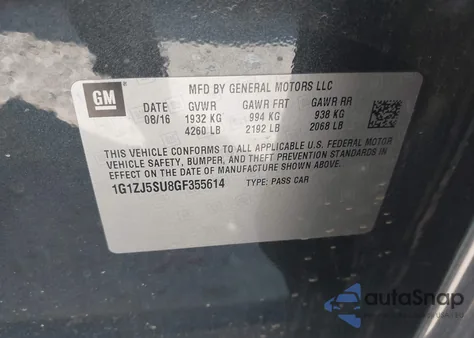 MFD BY GENERAL MOTORS LLC
GM
DATE GVWR GAWR FRT GAWR RR
08/16 1932 KG 994 KG 938 KG
4260 LB 2192 LB 2068 LB
THIS VEHICLE CONFORMS TO ALL APPLICABLE U.S. FEDERAL MOTOR
VEHICLE SAFETY, BUMPER, AND THEFT PREVENTION STANDARDS IN
EFFECT ON THE DATE OF MANUFACTURE SHOWN ABOVE.
1G1ZJ5SU8GF355614 TYPE: PASS CAR
autoSnap